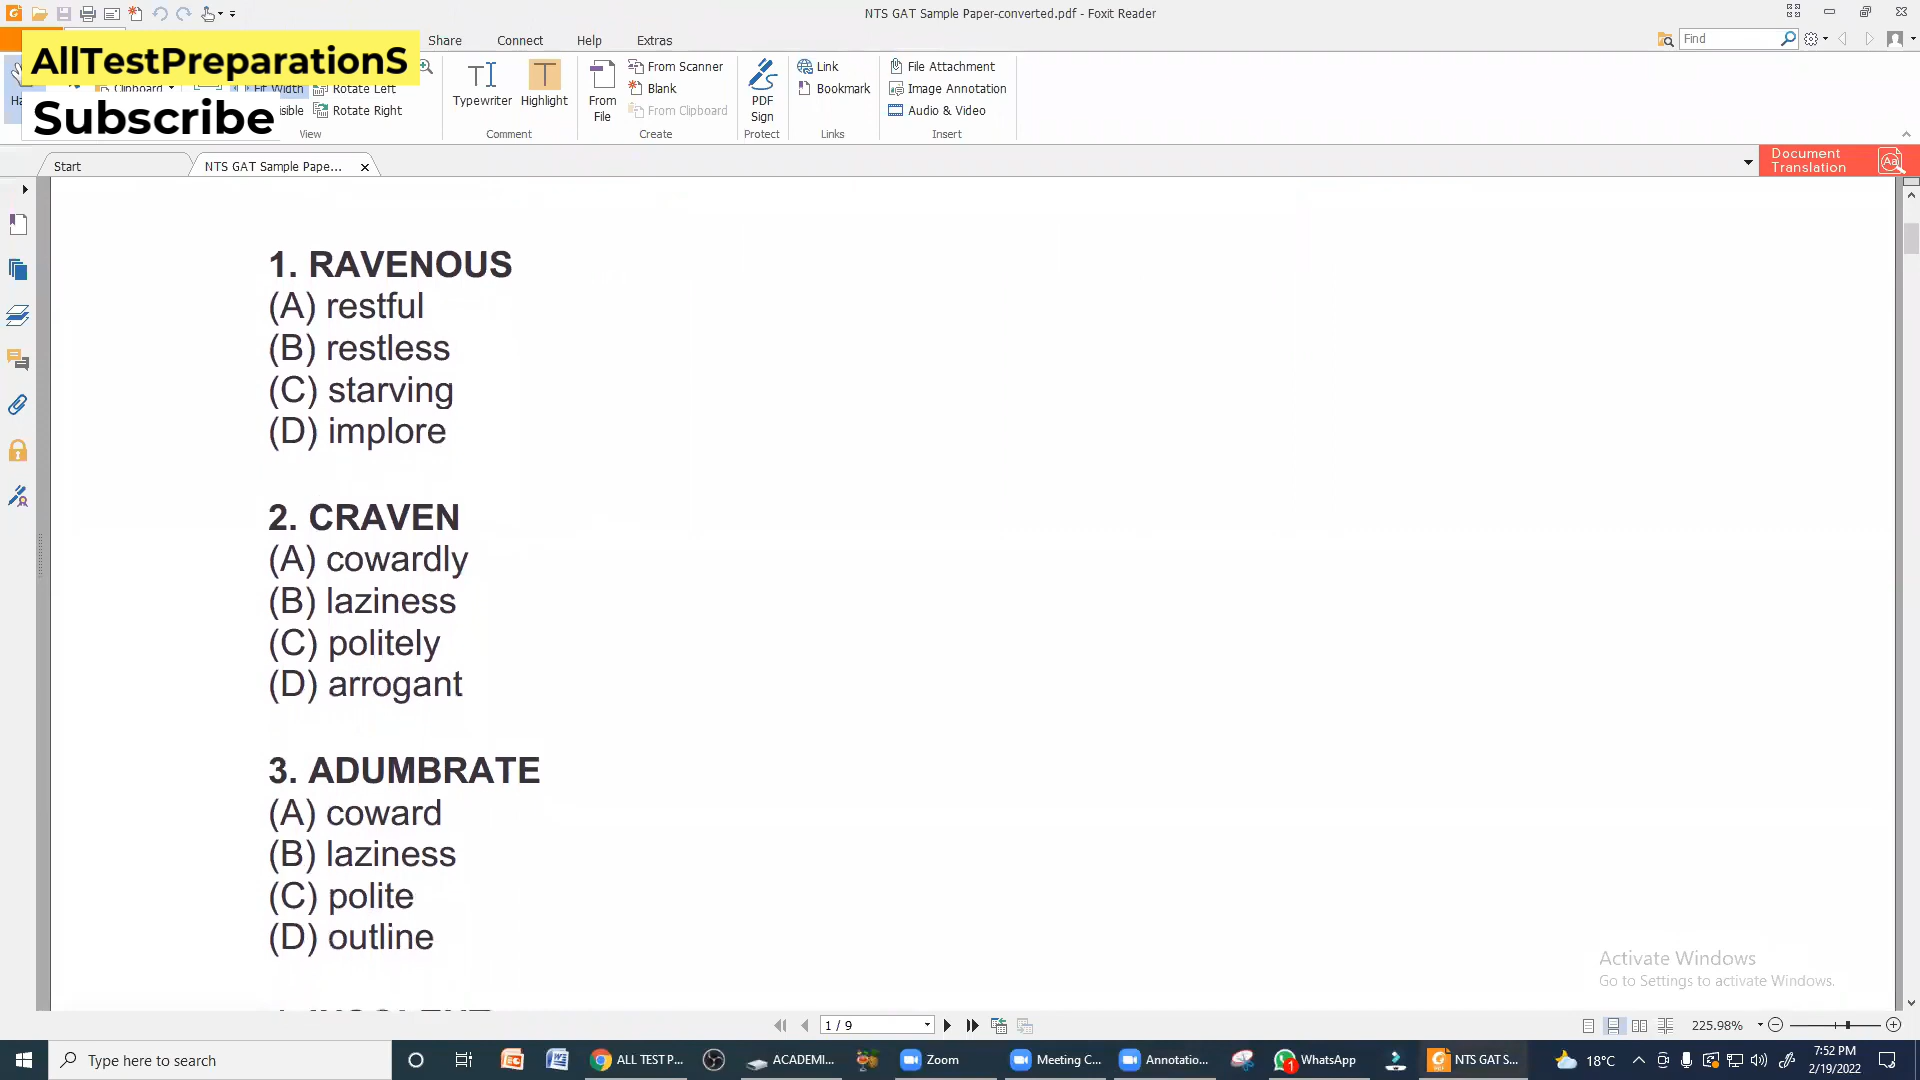 NTS GAT Sample Paper-converted.pdf - Foxit Reader
AllTestPreparationS
Subscribe
Share
Connect
Help
Extras
Find
Clipboard
Fit Width
Rotate Left
Rotate Right
View
Typewriter
Highlight
Comment
From File
From Scanner
Blank
From Clipboard
Create
PDF Sign
Protect
Link
Bookmark
Links
File Attachment
Image Annotation
Audio & Video
Insert
Start
NTS GAT Sample Pape...
Document
Translation
1. RAVENOUS
(A) restful
(B) restless
(C) starving
(D) implore
2. CRAVEN
(A) cowardly
(B) laziness
(C) politely
(D) arrogant
3. ADUMBRATE
(A) coward
(B) laziness
(C) polite
(D) outline
Activate Windows
Go to Settings to activate Windows.
1 / 9
225.98%
Type here to search
ALL TEST P...
ACADEMI...
Zoom
Meeting C...
Annotatio...
WhatsApp
NTS GAT S...
18°C
7:52 PM
2/19/2022